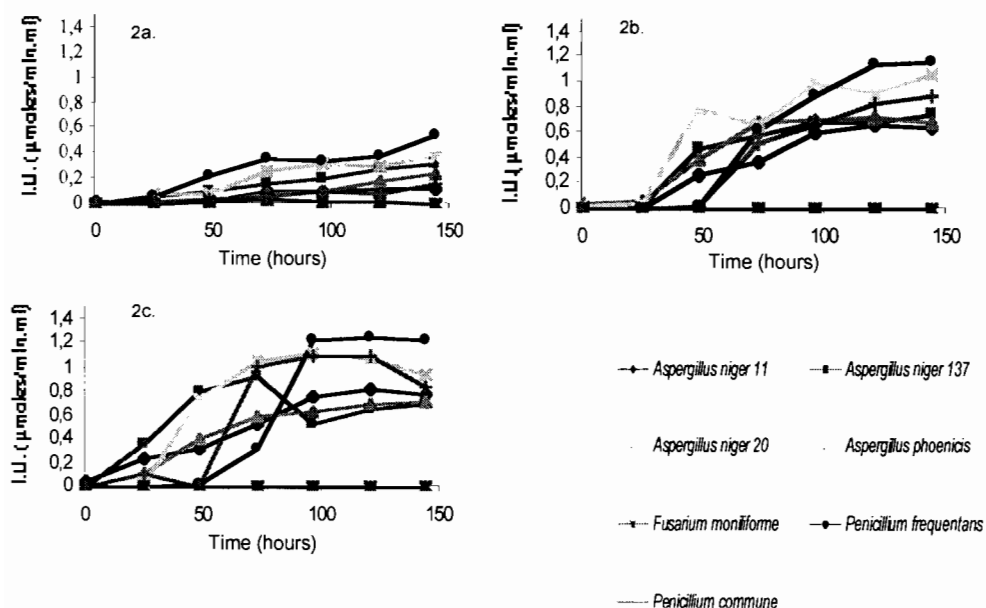 2a.
I.U. ( µmoles/min.ml)
1,4
1,2
1
0,8
0,6
0,4
0,2
0
0
50
100
150
Time (hours)
2b.
I.U. ( µmoles/min.ml)
1,4
1,2
1
0,8
0,6
0,4
0,2
0
0
50
100
150
Time (hours)
2c.
I.U. ( µmoles/min.ml)
1,4
1,2
1
0,8
0,6
0,4
0,2
0
0
50
100
150
Time (hours)
Aspergillus niger 11
Aspergillus niger 137
Aspergillus niger 20
Aspergillus phoenicis
Fusarium moniliforme
Penicillium frequentans
Penicillium commune